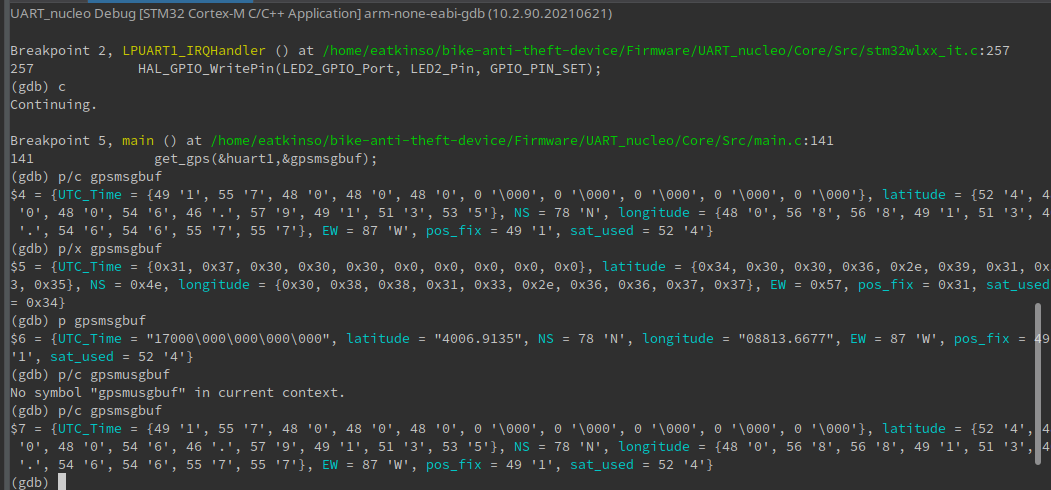 UART_nucleo Debug [STM32 Cortex-M C/C++ Application] arm-none-eabi-gdb (10.2.90.20210621)
Breakpoint 2, LPUART1_IRQHandler () at /home/eatkinso/bike-anti-theft-device/Firmware/UART_nucleo/Core/Src/stm32wlxx_it.c:257
257 HAL_GPIO_WritePin(LED2_GPIO_Port, LED2_Pin, GPIO_PIN_SET);
(gdb) c
Continuing.
Breakpoint 5, main () at /home/eatkinso/bike-anti-theft-device/Firmware/UART_nucleo/Core/Src/main.c:141
141 get_gps(&huart1,&gpsmsgbuf);
(gdb) p/c gpsmsgbuf
$4 = {UTC_Time = {49 '1', 55 '7', 48 '0', 48 '0', 48 '0', 0 '\000', 0 '\000', 0 '\000', 0 '\000', 0 '\000'}, latitude = {52 '4', 4
'0', 48 '0', 54 '6', 46 '.', 57 '9', 49 '1', 51 '3', 53 '5'}, NS = 78 'N', longitude = {48 '0', 56 '8', 56 '8', 49 '1', 51 '3', 4
'.', 54 '6', 54 '6', 55 '7', 55 '7'}, EW = 87 'W', pos_fix = 49 '1', sat_used = 52 '4'}
(gdb) p/x gpsmsgbuf
$5 = {UTC_Time = {0x31, 0x37, 0x30, 0x30, 0x30, 0x0, 0x0, 0x0, 0x0, 0x0}, latitude = {0x34, 0x30, 0x30, 0x36, 0x2e, 0x39, 0x31, 0x
3, 0x35}, NS = 0x4e, longitude = {0x30, 0x38, 0x38, 0x31, 0x33, 0x2e, 0x36, 0x36, 0x37, 0x37}, EW = 0x57, pos_fix = 0x31, sat_used
= 0x34}
(gdb) p gpsmsgbuf
$6 = {UTC_Time = "17000\000\000\000\000", latitude = "4006.9135", NS = 78 'N', longitude = "08813.6677", EW = 87 'W', pos_fix = 49
'1', sat_used = 52 '4'}
(gdb) p/c gpsmusgbuf
No symbol "gpsmusgbuf" in current context.
(gdb) p/c gpsmsgbuf
$7 = {UTC_Time = {49 '1', 55 '7', 48 '0', 48 '0', 48 '0', 0 '\000', 0 '\000', 0 '\000', 0 '\000', 0 '\000'}, latitude = {52 '4', 4
'0', 48 '0', 54 '6', 46 '.', 57 '9', 49 '1', 51 '3', 53 '5'}, NS = 78 'N', longitude = {48 '0', 56 '8', 56 '8', 49 '1', 51 '3', 4
'.', 54 '6', 54 '6', 55 '7', 55 '7'}, EW = 87 'W', pos_fix = 49 '1', sat_used = 52 '4'}
(gdb)